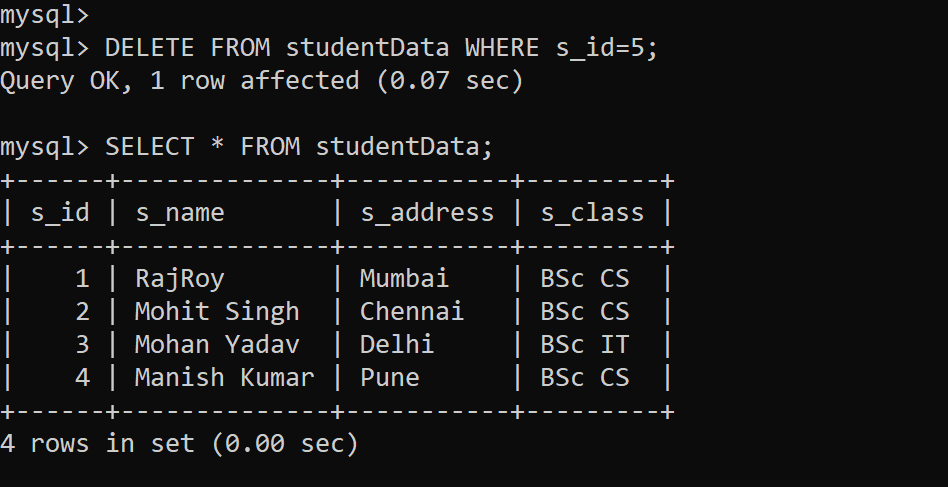 mysql>
mysql> DELETE FROM studentData WHERE s_id=5;
Query OK, 1 row affected (0.07 sec)
mysql> SELECT * FROM studentData;
+------+--------------+-----------+---------+
| s_id | s_name       | s_address | s_class |
+------+--------------+-----------+---------+
|    1 | RajRoy       | Mumbai    | BSc CS  |
|    2 | Mohit Singh  | Chennai   | BSc CS  |
|    3 | Mohan Yadav  | Delhi     | BSc IT  |
|    4 | Manish Kumar | Pune      | BSc CS  |
+------+--------------+-----------+---------+
4 rows in set (0.00 sec)